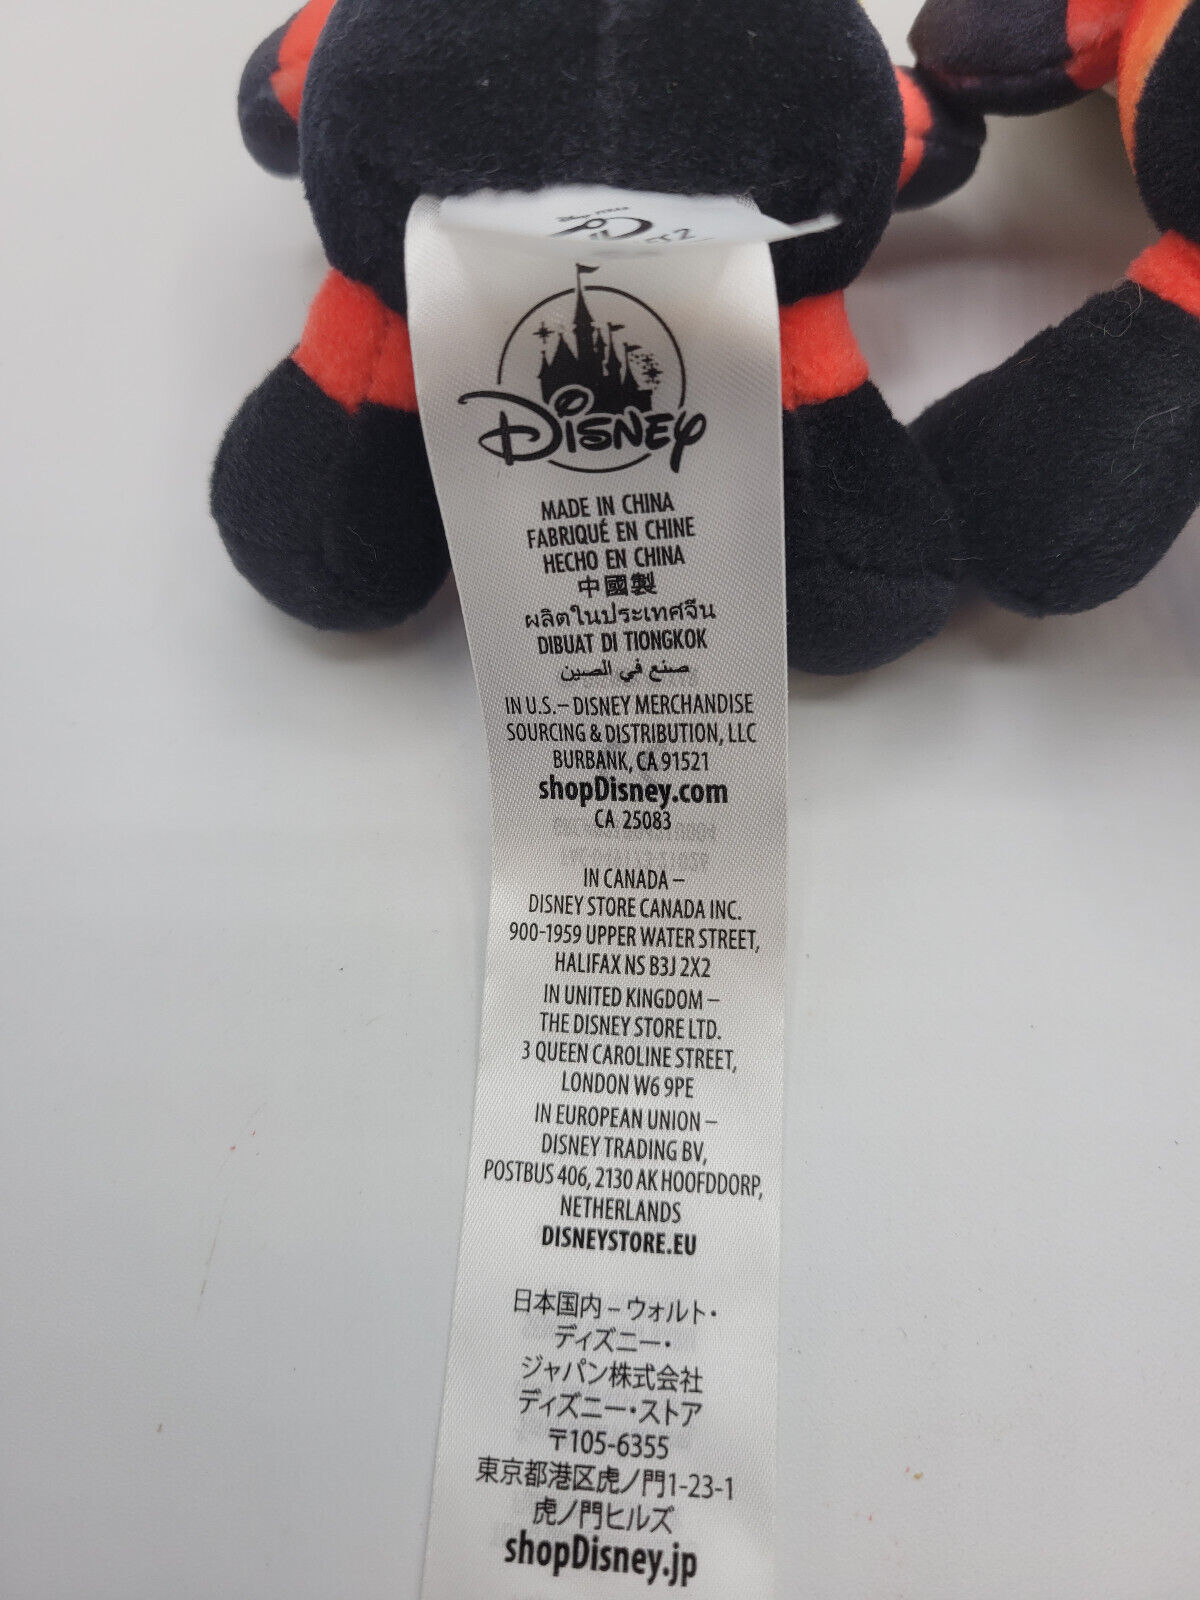 DISNEY
MADE IN CHINA
FABRIQUÉ EN CHINE
HECHO EN CHINA
中國製
ผลิตในประเทศจีน
DIBUAT DI TIONGKOK
صنع في الصين
IN U.S.– DISNEY MERCHANDISE
SOURCING & DISTRIBUTION, LLC
BURBANK, CA 91521
shopDisney.com
CA 25083
IN CANADA –
DISNEY STORE CANADA INC.
900-1959 UPPER WATER STREET,
HALIFAX NS B3J 2X2
IN UNITED KINGDOM –
THE DISNEY STORE LTD.
3 QUEEN CAROLINE STREET,
LONDON W6 9PE
IN EUROPEAN UNION –
DISNEY TRADING BV,
POSTBUS 406, 2130 AK HOOFDDORP,
NETHERLANDS
DISNEYSTORE.EU
日本国内 – ウォルト・
ディズニー・
ジャパン株式会社
ディズニー・ストア
〒105-6355
東京都港区虎ノ門1-23-1
虎ノ門ヒルズ
shopDisney.jp